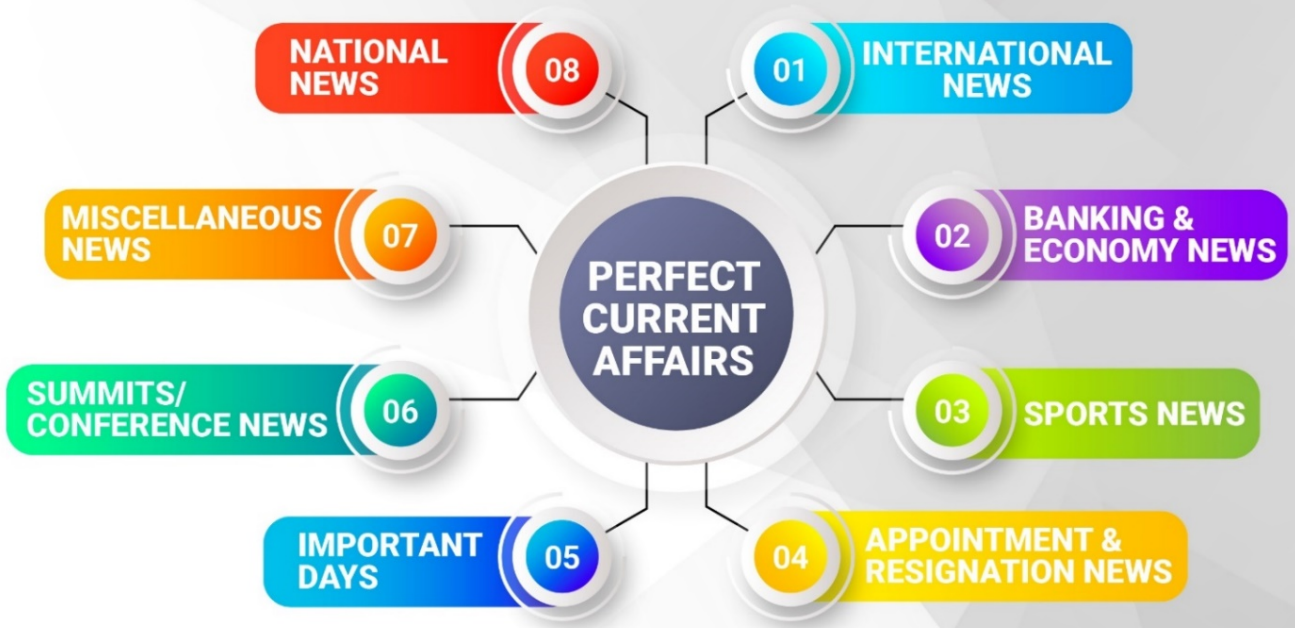 PERFECT
CURRENT
AFFAIRS
01
INTERNATIONAL
NEWS
02
BANKING &
ECONOMY NEWS
03
SPORTS NEWS
04
APPOINTMENT &
RESIGNATION NEWS
05
IMPORTANT
DAYS
06
SUMMITS/
CONFERENCE NEWS
07
MISCELLANEOUS
NEWS
08
NATIONAL
NEWS